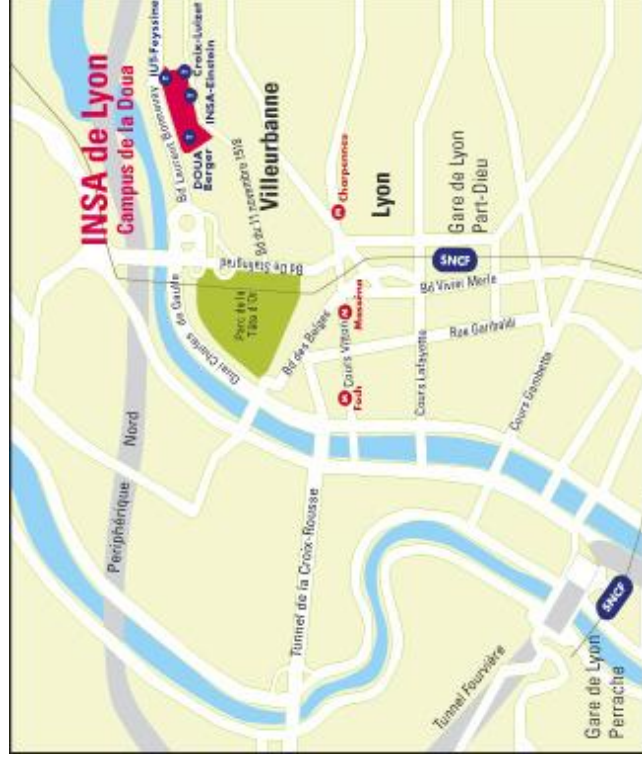 INSA de Lyon
Campus de la Doua
IUT-Feyssine
Croix-Luizet
INSA-Einstein
DOUA
Berger
Bd Laurent Bonnevay
Bd du 11 novembre 1918
Villeurbanne
Bd De Stalingrad
Parc de la
Tête d'Or
Quai Charles de Gaulle
Periphérique Nord
Bd des Belges
M Charpennes
Lyon
Gare de Lyon
Part-Dieu
SNCF
Bd Vivier Merle
M Masséna
Cours Vitton
M Foch
Rue Garibaldi
Cours Lafayette
Cours Gambetta
Tunnel de la Croix-Rousse
Tunnel Fourvière
SNCF
Gare de Lyon
Perrache